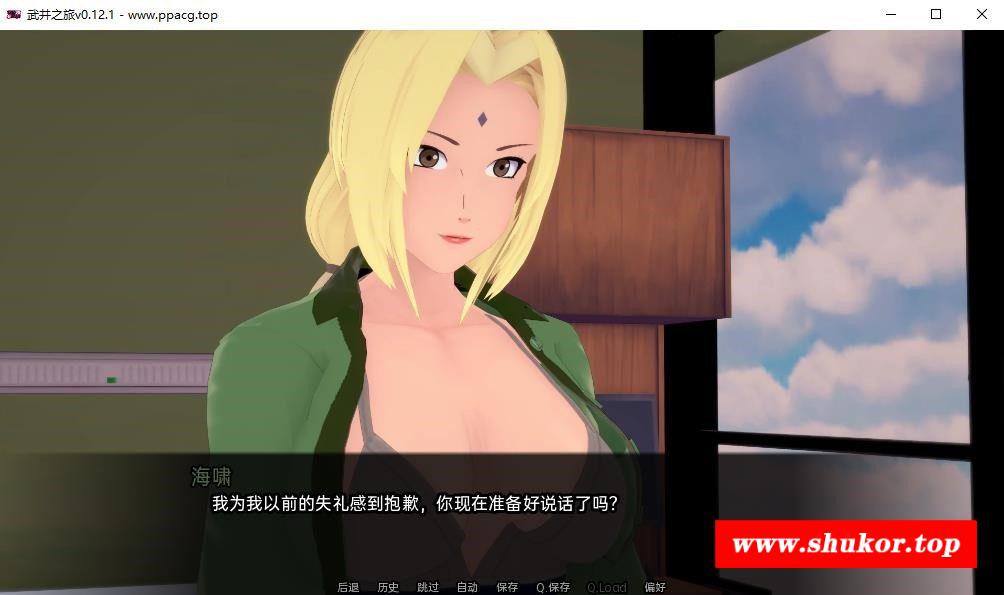 武井之旅v0.12.1 - www.ppacg.top
海啸
我为我以前的失礼感到抱歉，你现在准备好说话了吗？
www.shukor.top
后退 历史 跳过 自动 保存 Q.保存 Q.Load 偏好